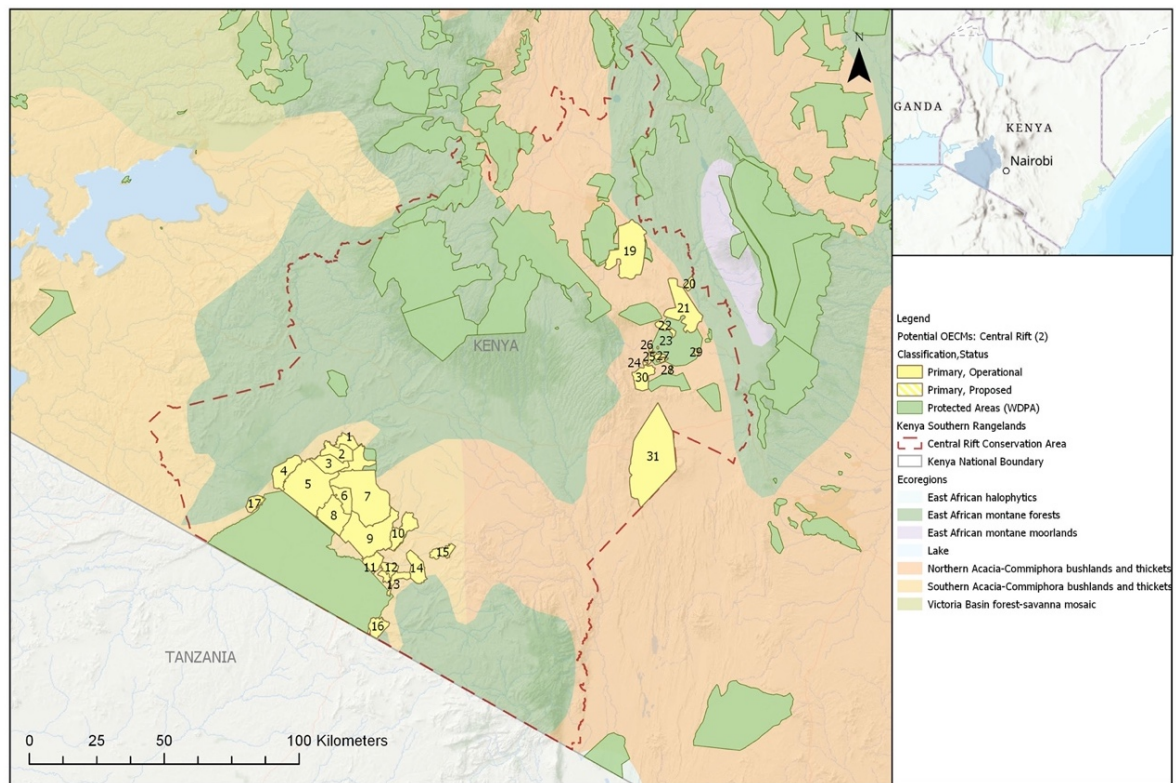 N
19
20
21
22
23
26
29
25
27
24
28
30
KENYA
31
1
2
3
4
5
6
7
17
8
9
10
15
11
12
14
13
16
TANZANIA
0 25 50 100 Kilometers
GANDA
KENYA
Nairobi
Legend
Potential OECMs: Central Rift (2)
Classification,Status
Primary, Operational
Primary, Proposed
Protected Areas (WDPA)
Kenya Southern Rangelands
Central Rift Conservation Area
Kenya National Boundary
Ecoregions
East African halophytics
East African montane forests
East African montane moorlands
Lake
Northern Acacia-Commiphora bushlands and thickets
Southern Acacia-Commiphora bushlands and thickets
Victoria Basin forest-savanna mosaic